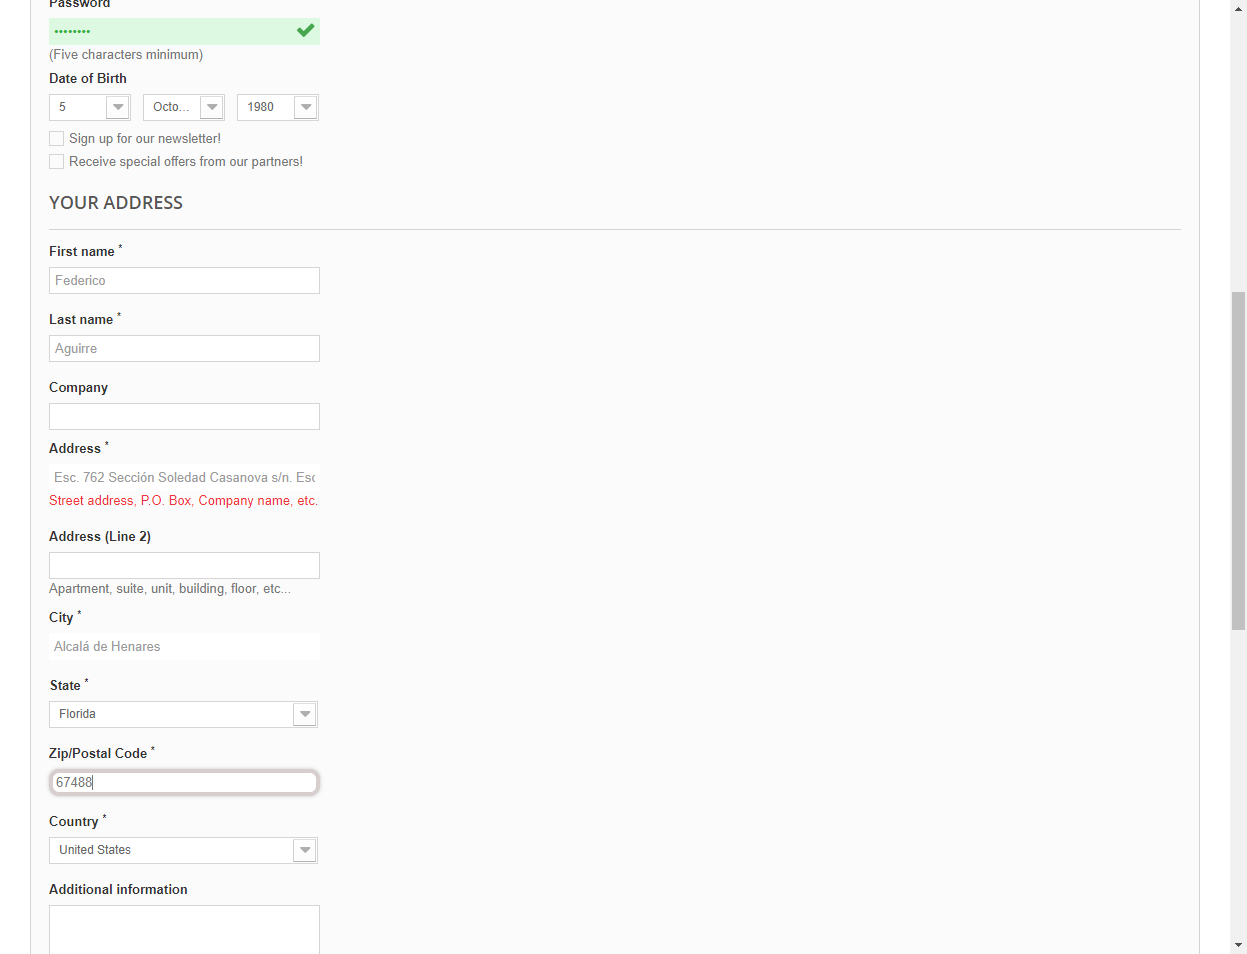 Password
••••••••
(Five characters minimum)
Date of Birth
5 Octo... 1980
Sign up for our newsletter!
Receive special offers from our partners!
YOUR ADDRESS
First name *
Federico
Last name *
Aguirre
Company
Address *
Esc. 762 Sección Soledad Casanova s/n. Esc
Street address, P.O. Box, Company name, etc.
Address (Line 2)
Apartment, suite, unit, building, floor, etc...
City *
Alcalá de Henares
State *
Florida
Zip/Postal Code *
67488
Country *
United States
Additional information